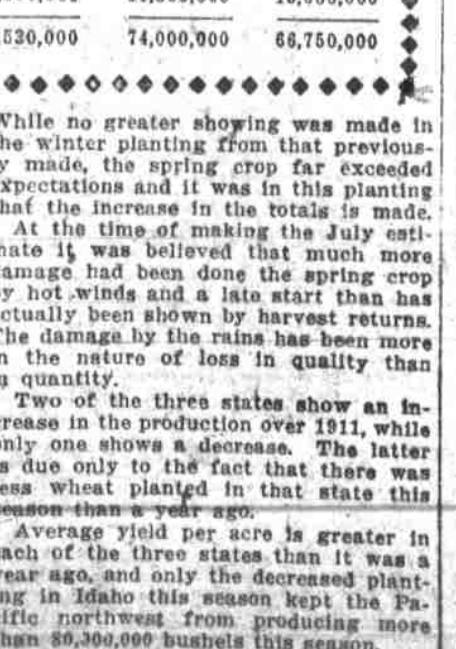 530,000 74,000,000 66,750,000
While no greater showing was made in
the winter planting from that previous-
y made, the spring crop far exceeded
expectations and it was in this planting
that the increase in the totals is made.
At the time of making the July esti-
mate it was believed that much more
damage had been done the spring crop
by hot winds and a late start than has
actually been shown by harvest returns.
The damage by the rains has been more
in the nature of loss in quality than
n quantity.
Two of the three states show an in-
crease in the production over 1911, while
only one shows a decrease. The latter
is due only to the fact that there was
less wheat planted in that state this
season than a year ago.
Average yield per acre is greater in
each of the three states than it was a
year ago, and only the decreased plant-
ing in Idaho this season kept the Pa-
cific northwest from producing more
than 80,300,000 bushels this season.